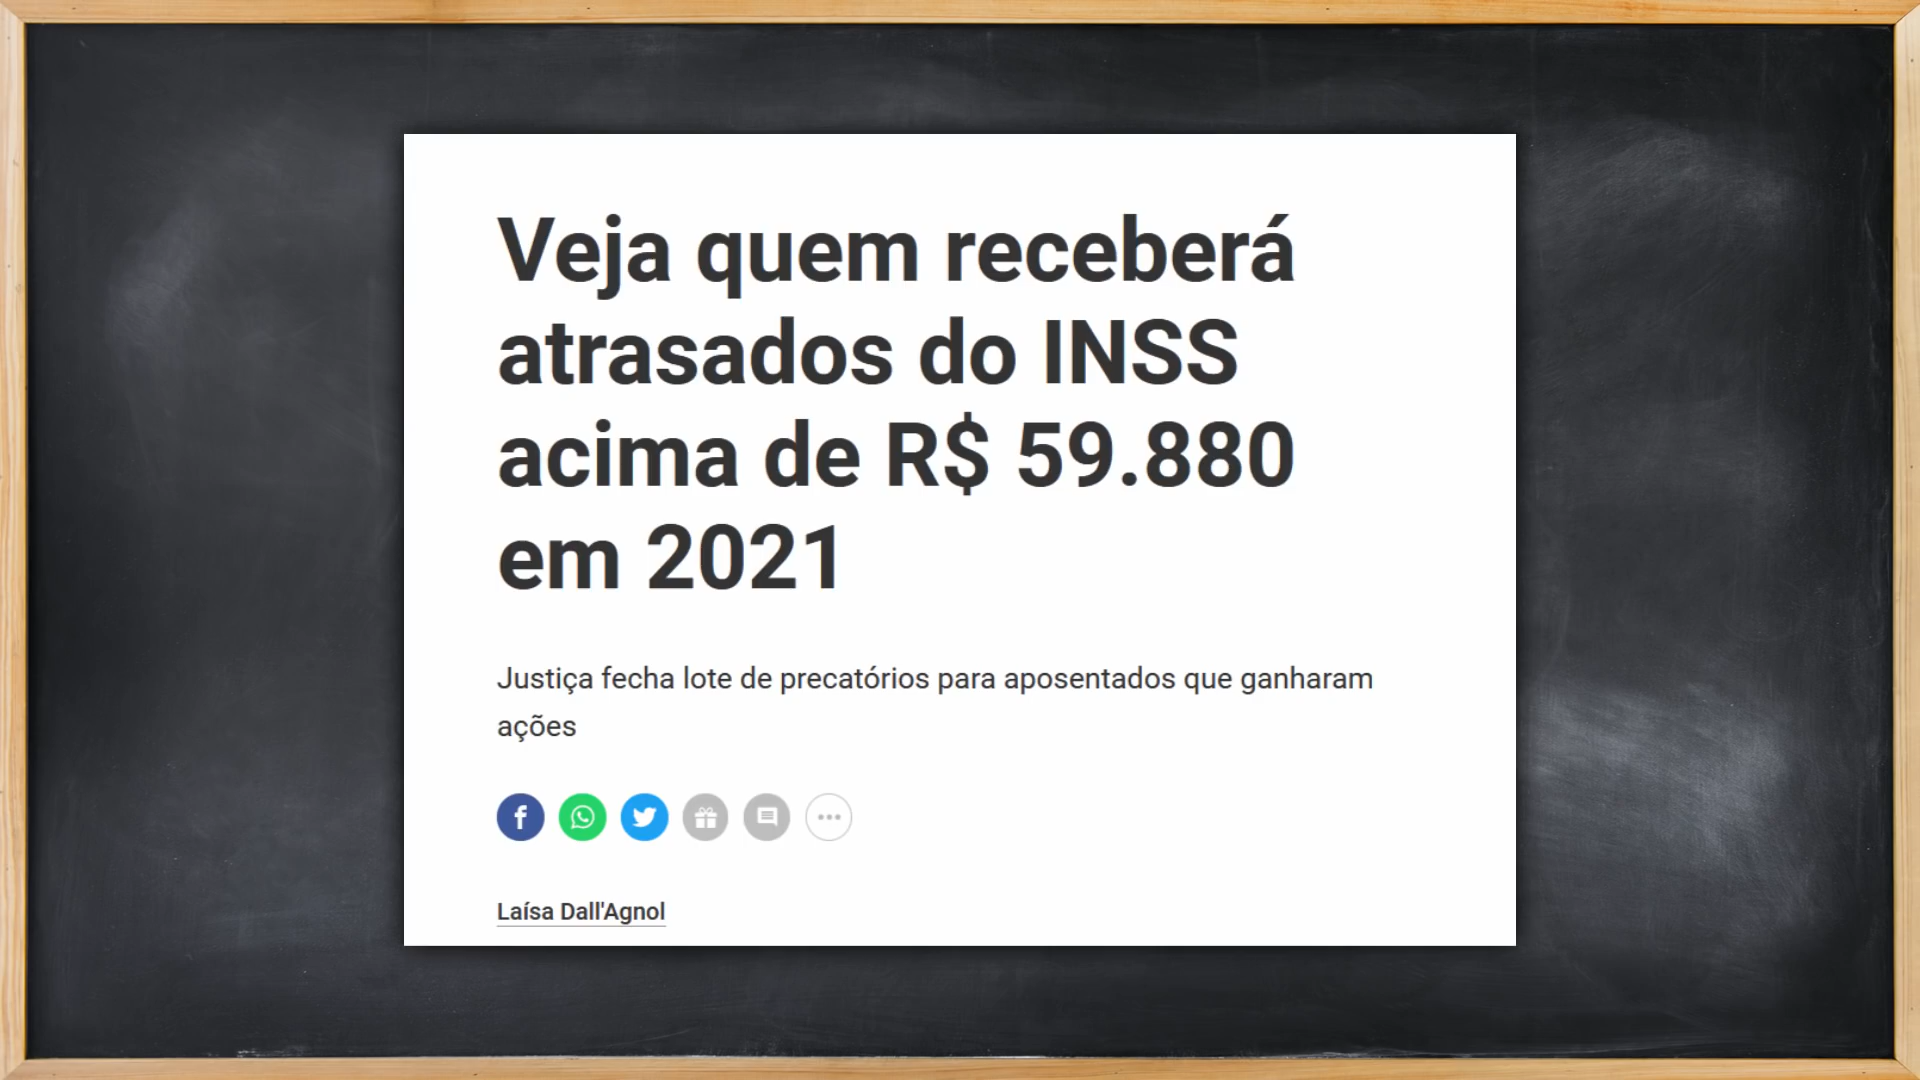 Veja quem receberá
atrasados do INSS
acima de R$ 59.880
em 2021
Justiça fecha lote de precatórios para aposentados que ganharam
ações
Laísa Dall'Agnol